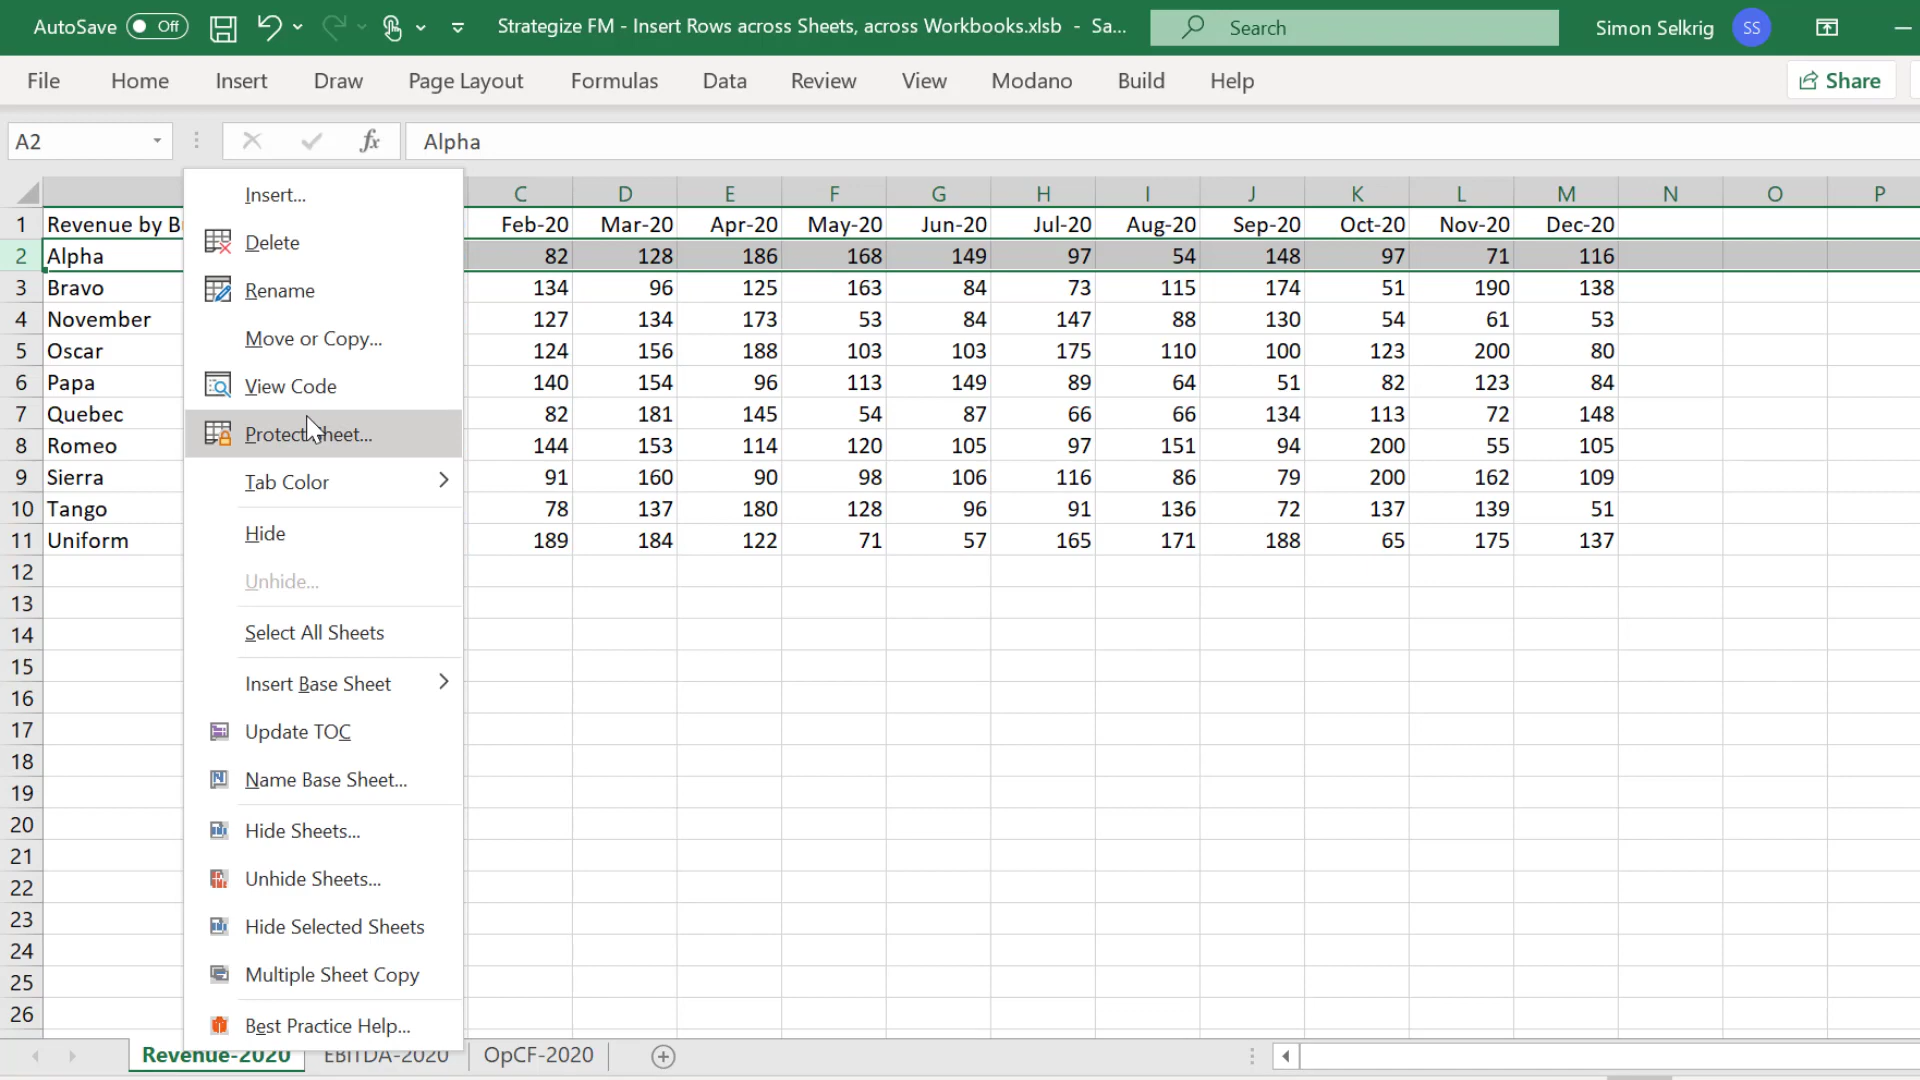 AutoSave Off Strategize FM - Insert Rows across Sheets, across Workbooks.xlsb - Sa... Search Simon Selkrig SS
File Home Insert Draw Page Layout Formulas Data Review View Modano Build Help Share
A2 fx Alpha
C D E F G H I J K L M N O P
1 Revenue by B Feb-20 Mar-20 Apr-20 May-20 Jun-20 Jul-20 Aug-20 Sep-20 Oct-20 Nov-20 Dec-20
2 Alpha 82 128 186 168 149 97 54 148 97 71 116
3 Bravo 134 96 125 163 84 73 115 174 51 190 138
4 November 127 134 173 53 84 147 88 130 54 61 53
5 Oscar 124 156 188 103 103 175 110 100 123 200 80
6 Papa 140 154 96 113 149 89 64 51 82 123 84
7 Quebec 82 181 145 54 87 66 66 134 113 72 148
8 Romeo 144 153 114 120 105 97 151 94 200 55 105
9 Sierra 91 160 90 98 106 116 86 79 200 162 109
10 Tango 78 137 180 128 96 91 136 72 137 139 51
11 Uniform 189 184 122 71 57 165 171 188 65 175 137
12
13
14
15
16
17
18
19
20
21
22
23
24
25
26
Insert...
Delete
Rename
Move or Copy...
View Code
Protect Sheet...
Tab Color
Hide
Unhide...
Select All Sheets
Insert Base Sheet
Update TOC
Name Base Sheet...
Hide Sheets...
Unhide Sheets...
Hide Selected Sheets
Multiple Sheet Copy
Best Practice Help...
Revenue-2020 EBITDA-2020 OpCF-2020